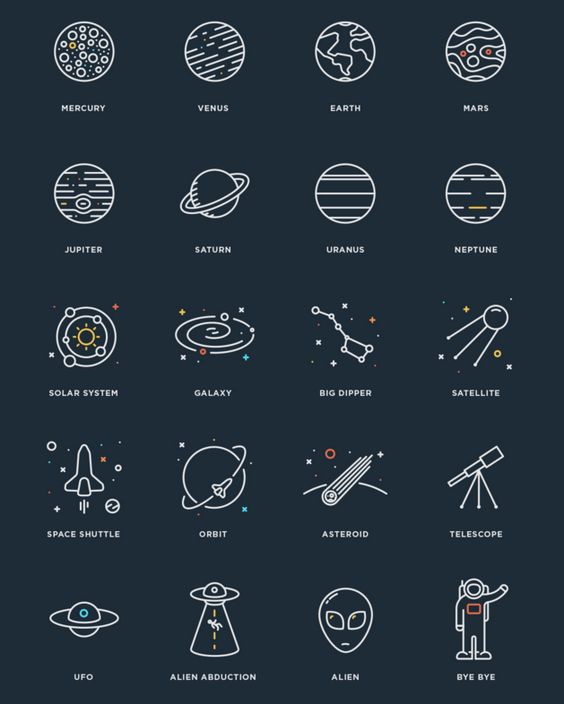 MERCURY
VENUS
EARTH
MARS
JUPITER
SATURN
URANUS
NEPTUNE
SOLAR SYSTEM
GALAXY
BIG DIPPER
SATELLITE
SPACE SHUTTLE
ORBIT
ASTEROID
TELESCOPE
UFO
ALIEN ABDUCTION
ALIEN
BYE BYE